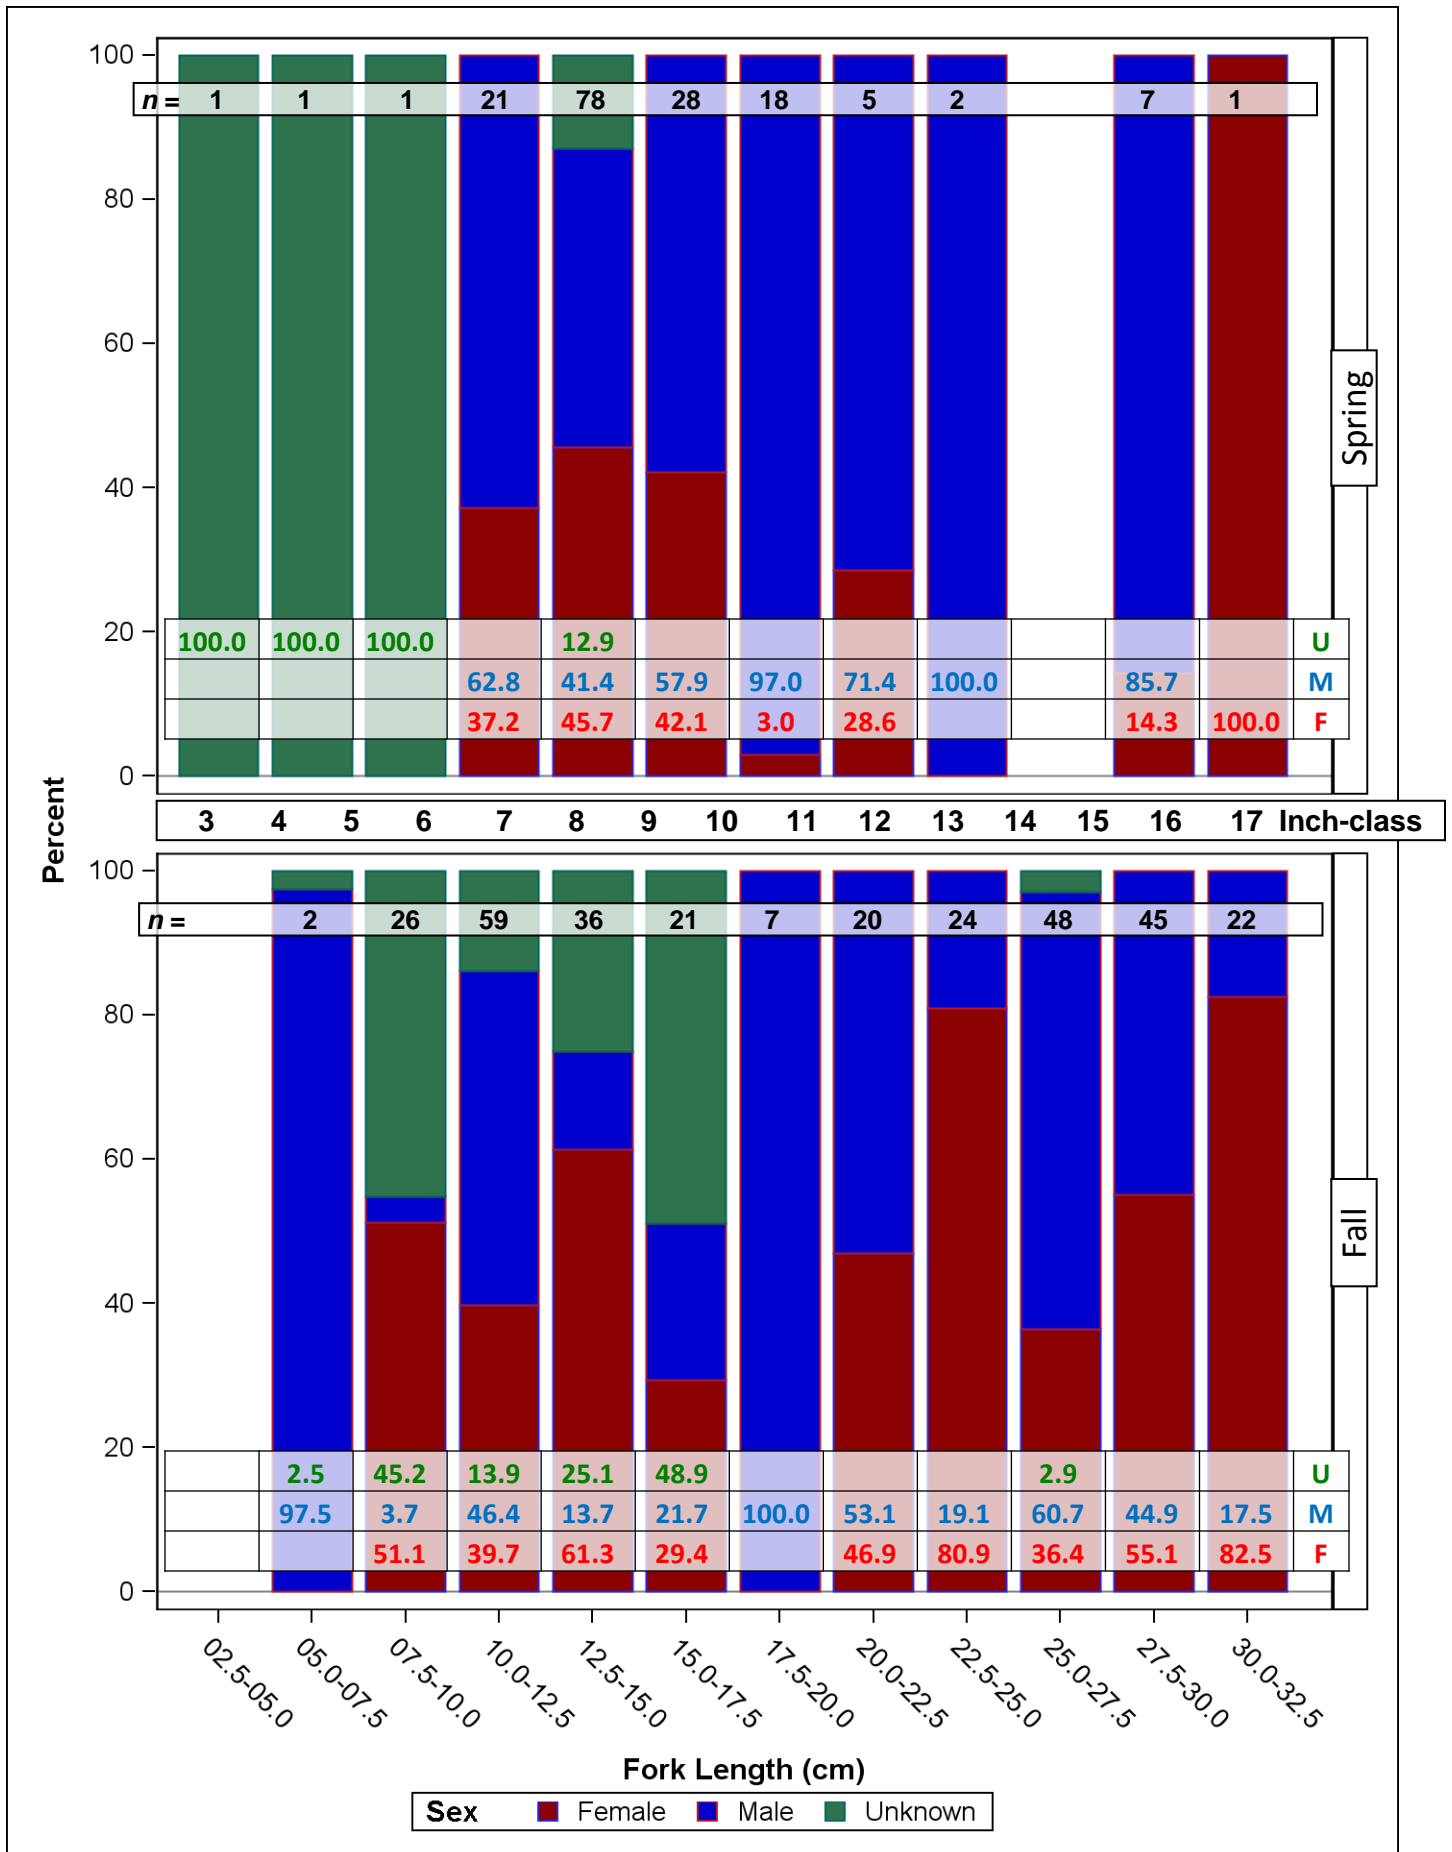 100
n = 1 1 1 21 78 28 18 5 2 7 1
80
60
Spring
40
20
100.0 100.0 100.0 12.9 U
62.8 41.4 57.9 97.0 71.4 100.0 85.7 M
37.2 45.7 42.1 3.0 28.6 14.3 100.0 F
0
Percent
3 4 5 6 7 8 9 10 11 12 13 14 15 16 17 Inch-class
100
n = 2 26 59 36 21 7 20 24 48 45 22
80
60
Fall
40
20
2.5 45.2 13.9 25.1 48.9 2.9 U
97.5 3.7 46.4 13.7 21.7 100.0 53.1 19.1 60.7 44.9 17.5 M
51.1 39.7 61.3 29.4 46.9 80.9 36.4 55.1 82.5 F
0
02.5-05.0 05.0-07.5 07.5-10.0 10.0-12.5 12.5-15.0 15.0-17.5 17.5-20.0 20.0-22.5 22.5-25.0 25.0-27.5 27.5-30.0 30.0-32.5
Fork Length (cm)
Sex Female Male Unknown